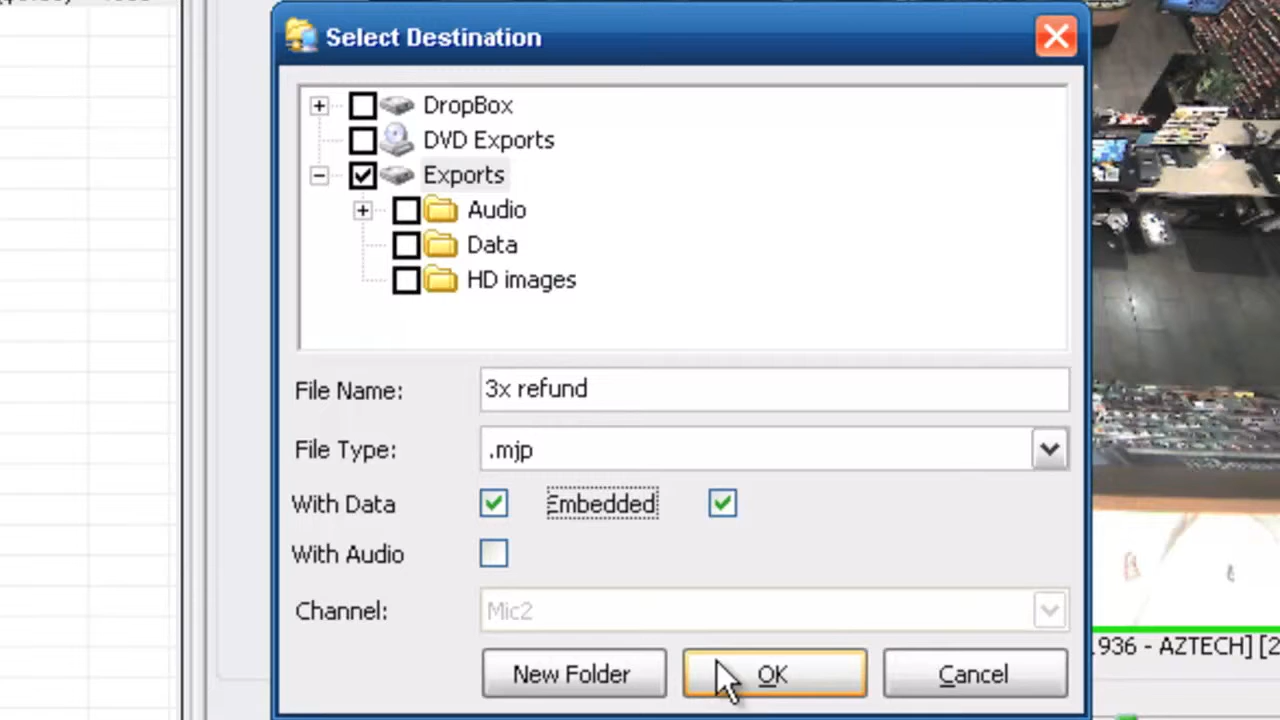 Select Destination
DropBox
DVD Exports
Exports
Audio
Data
HD images
File Name: 3x refund
File Type: .mjp
With Data Embedded
With Audio
Channel: Mic2
New Folder OK Cancel
936 - AZTECH] [2